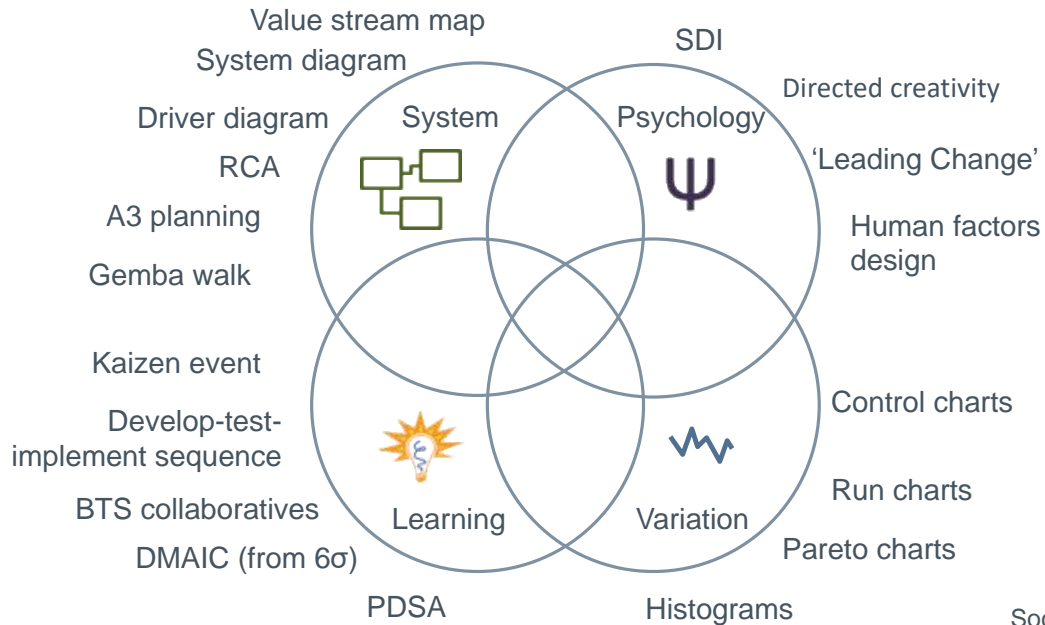 Value stream map
SDI
System diagram
Directed creativity
Driver diagram
System
Psychology
RCA
‘Leading Change’
A3 planning
Human factors
design
Gemba walk
Kaizen event
Control charts
Develop-test-
implement sequence
Run charts
BTS collaboratives
Learning
Variation
Pareto charts
DMAIC (from 6σ)
PDSA
Histograms